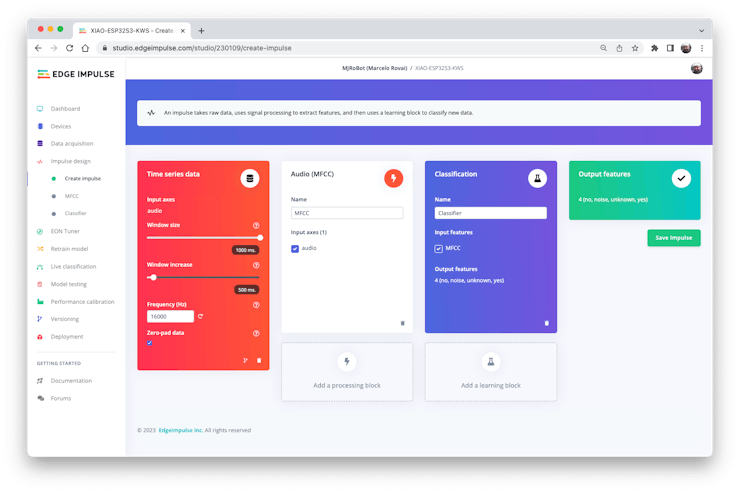 XIAO-ESP32S3-KWS - Create
studio.edgeimpulse.com/studio/230109/create-impulse
EDGE IMPULSE
MJRoBot (Marcelo Rovai) / XIAO-ESP32S3-KWS
An impulse takes raw data, uses signal processing to extract features, and then uses a learning block to classify new data.
Dashboard
Devices
Data acquisition
Impulse design
Create impulse
MFCC
Classifier
EON Tuner
Retrain model
Live classification
Model testing
Performance calibration
Versioning
Deployment
GETTING STARTED
Documentation
Forums
Time series data
Input axes
audio
Window size
1000 ms.
Window increase
500 ms.
Frequency (Hz)
16000
Zero-pad data
Audio (MFCC)
Name
MFCC
Input axes (1)
audio
Add a processing block
Classification
Name
Classifier
Input features
MFCC
Output features
4 (no, noise, unknown, yes)
Add a learning block
Output features
4 (no, noise, unknown, yes)
Save Impulse
© 2023 EdgeImpulse Inc. All rights reserved